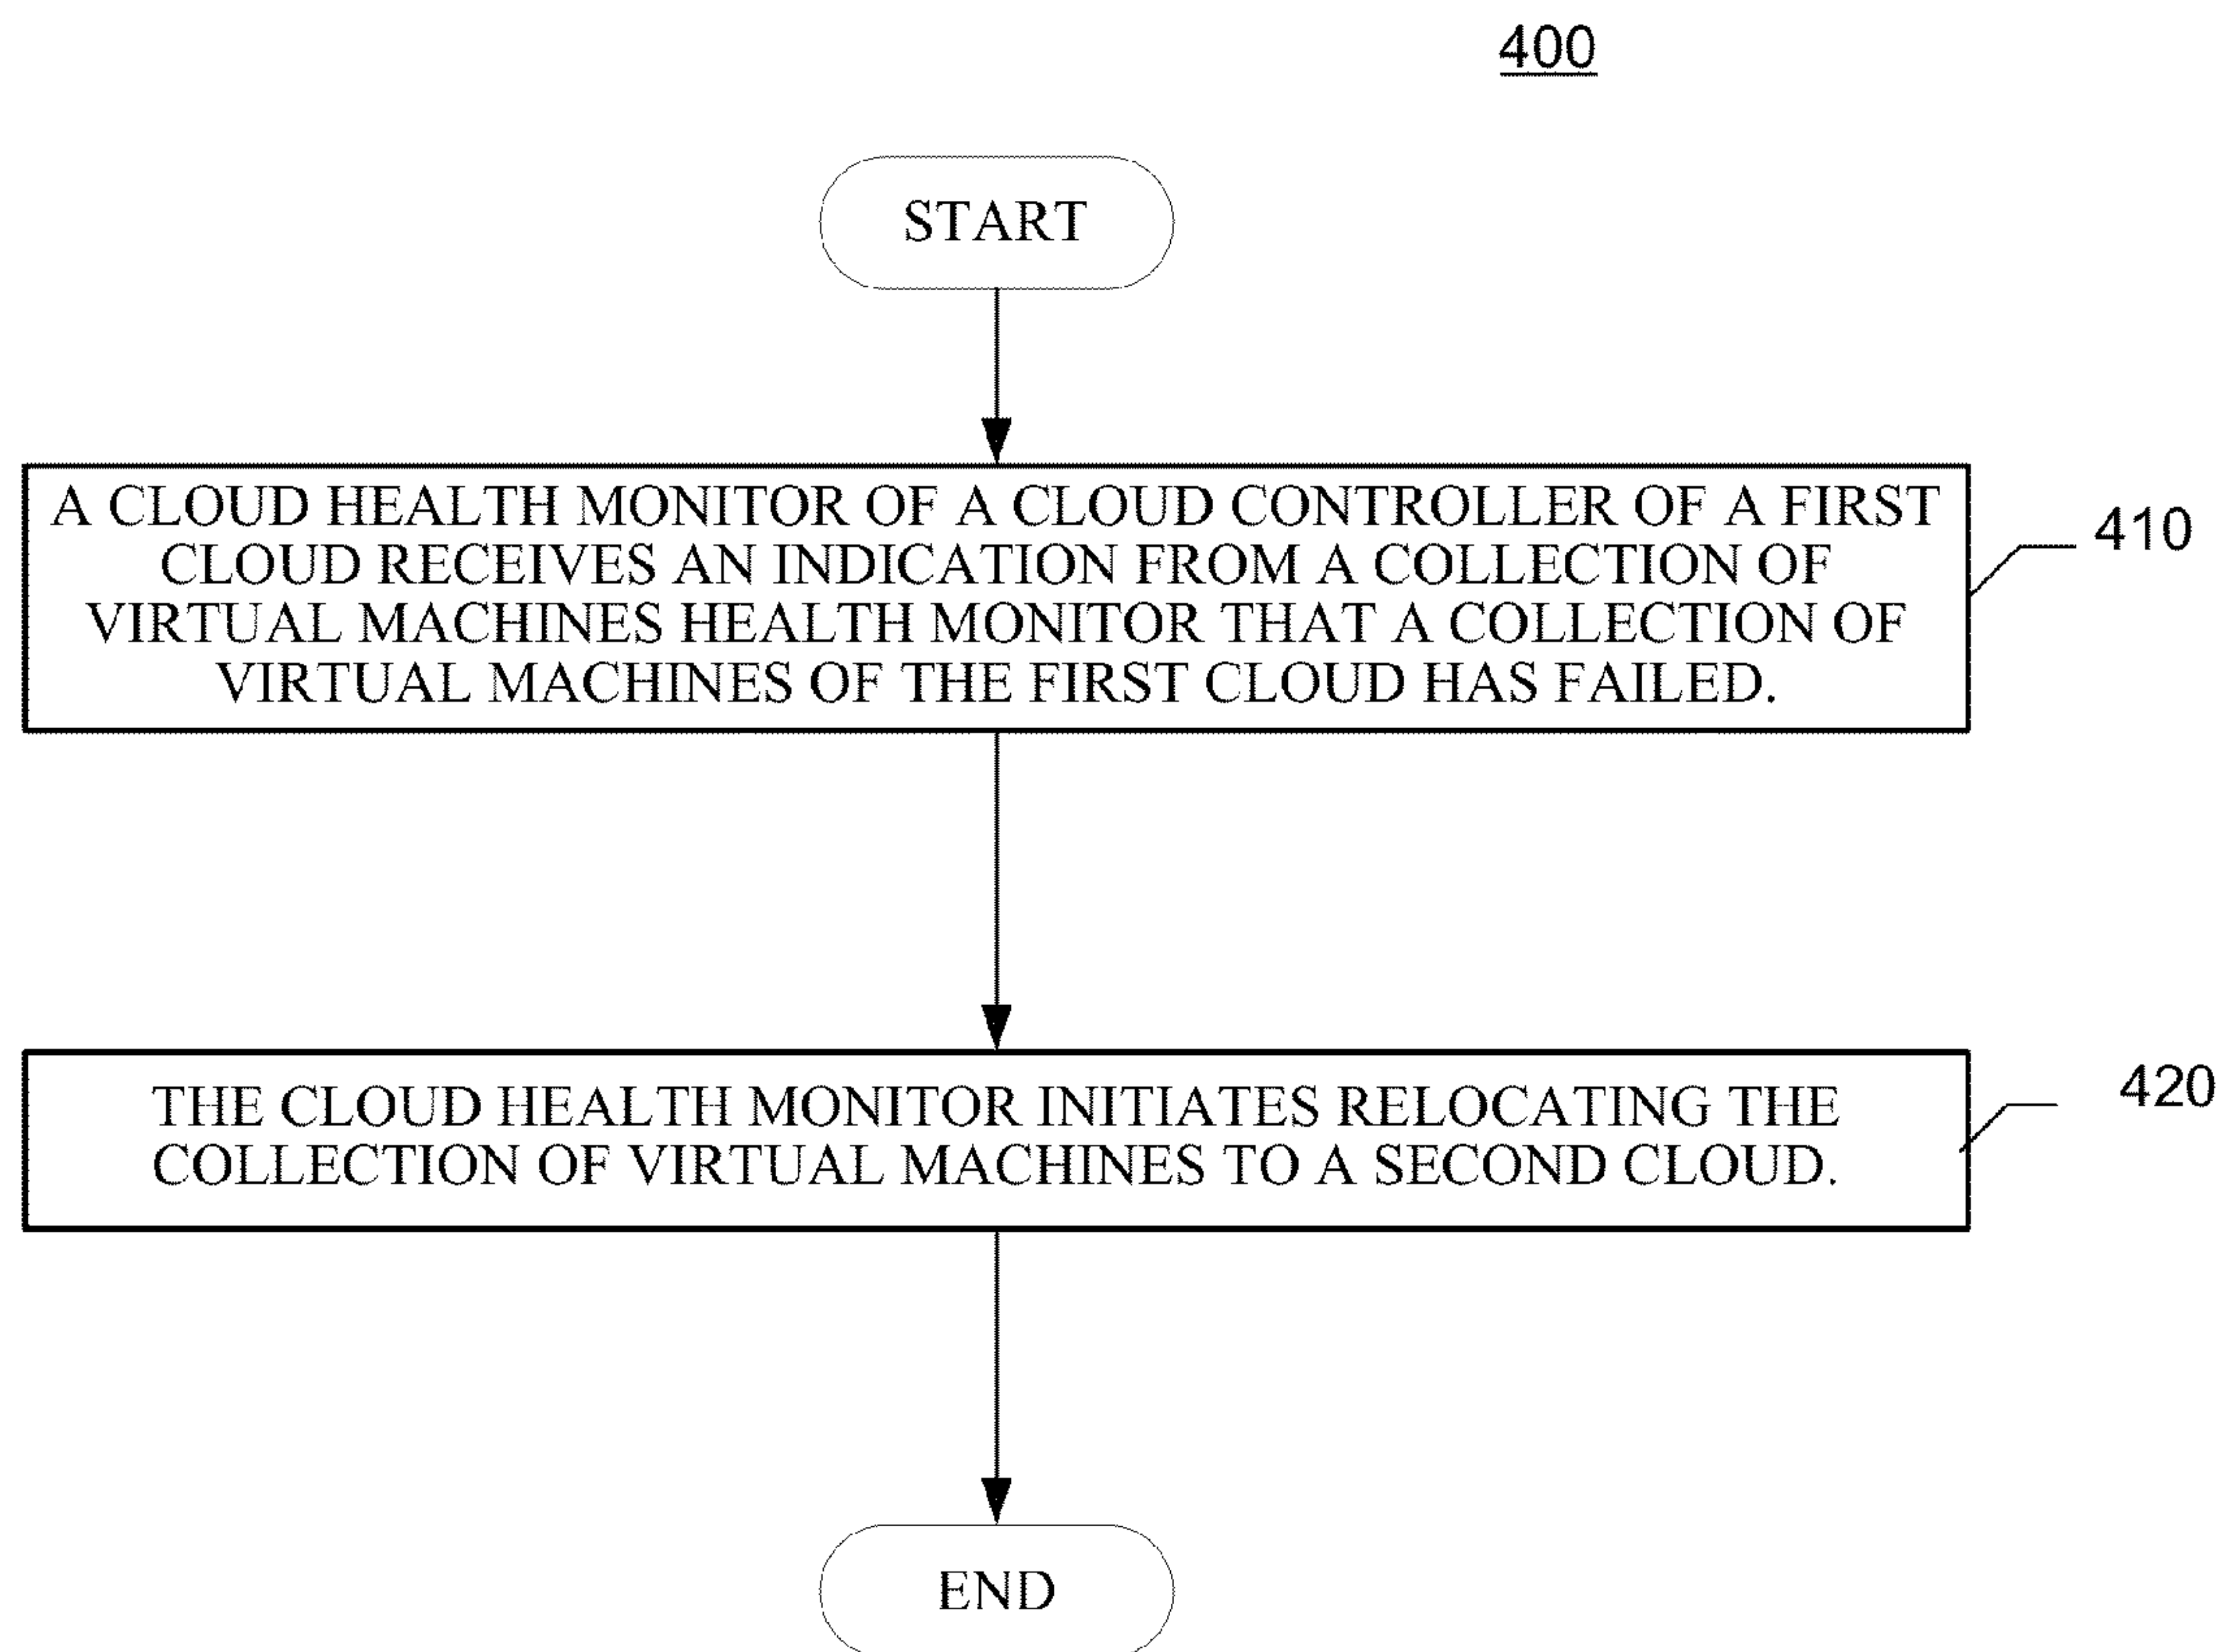 400
START
A CLOUD HEALTH MONITOR OF A CLOUD CONTROLLER OF A FIRST
CLOUD RECEIVES AN INDICATION FROM A COLLECTION OF
VIRTUAL MACHINES HEALTH MONITOR THAT A COLLECTION OF
VIRTUAL MACHINES OF THE FIRST CLOUD HAS FAILED.
410
THE CLOUD HEALTH MONITOR INITIATES RELOCATING THE
COLLECTION OF VIRTUAL MACHINES TO A SECOND CLOUD.
420
END